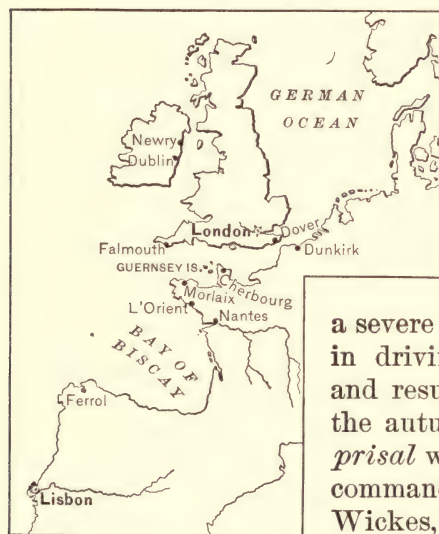 GERMAN
OCEAN
Newry
Dublin
London
Dover
Falmouth
Dunkirk
GUERNSEY IS.
Cherbourg
Morlaix
L'Orient
Nantes
BAY OF
BISCAY
Ferrol
Lisbon
a severe
in drivi
and resu
the autu
prisal w
comman
Wickes,